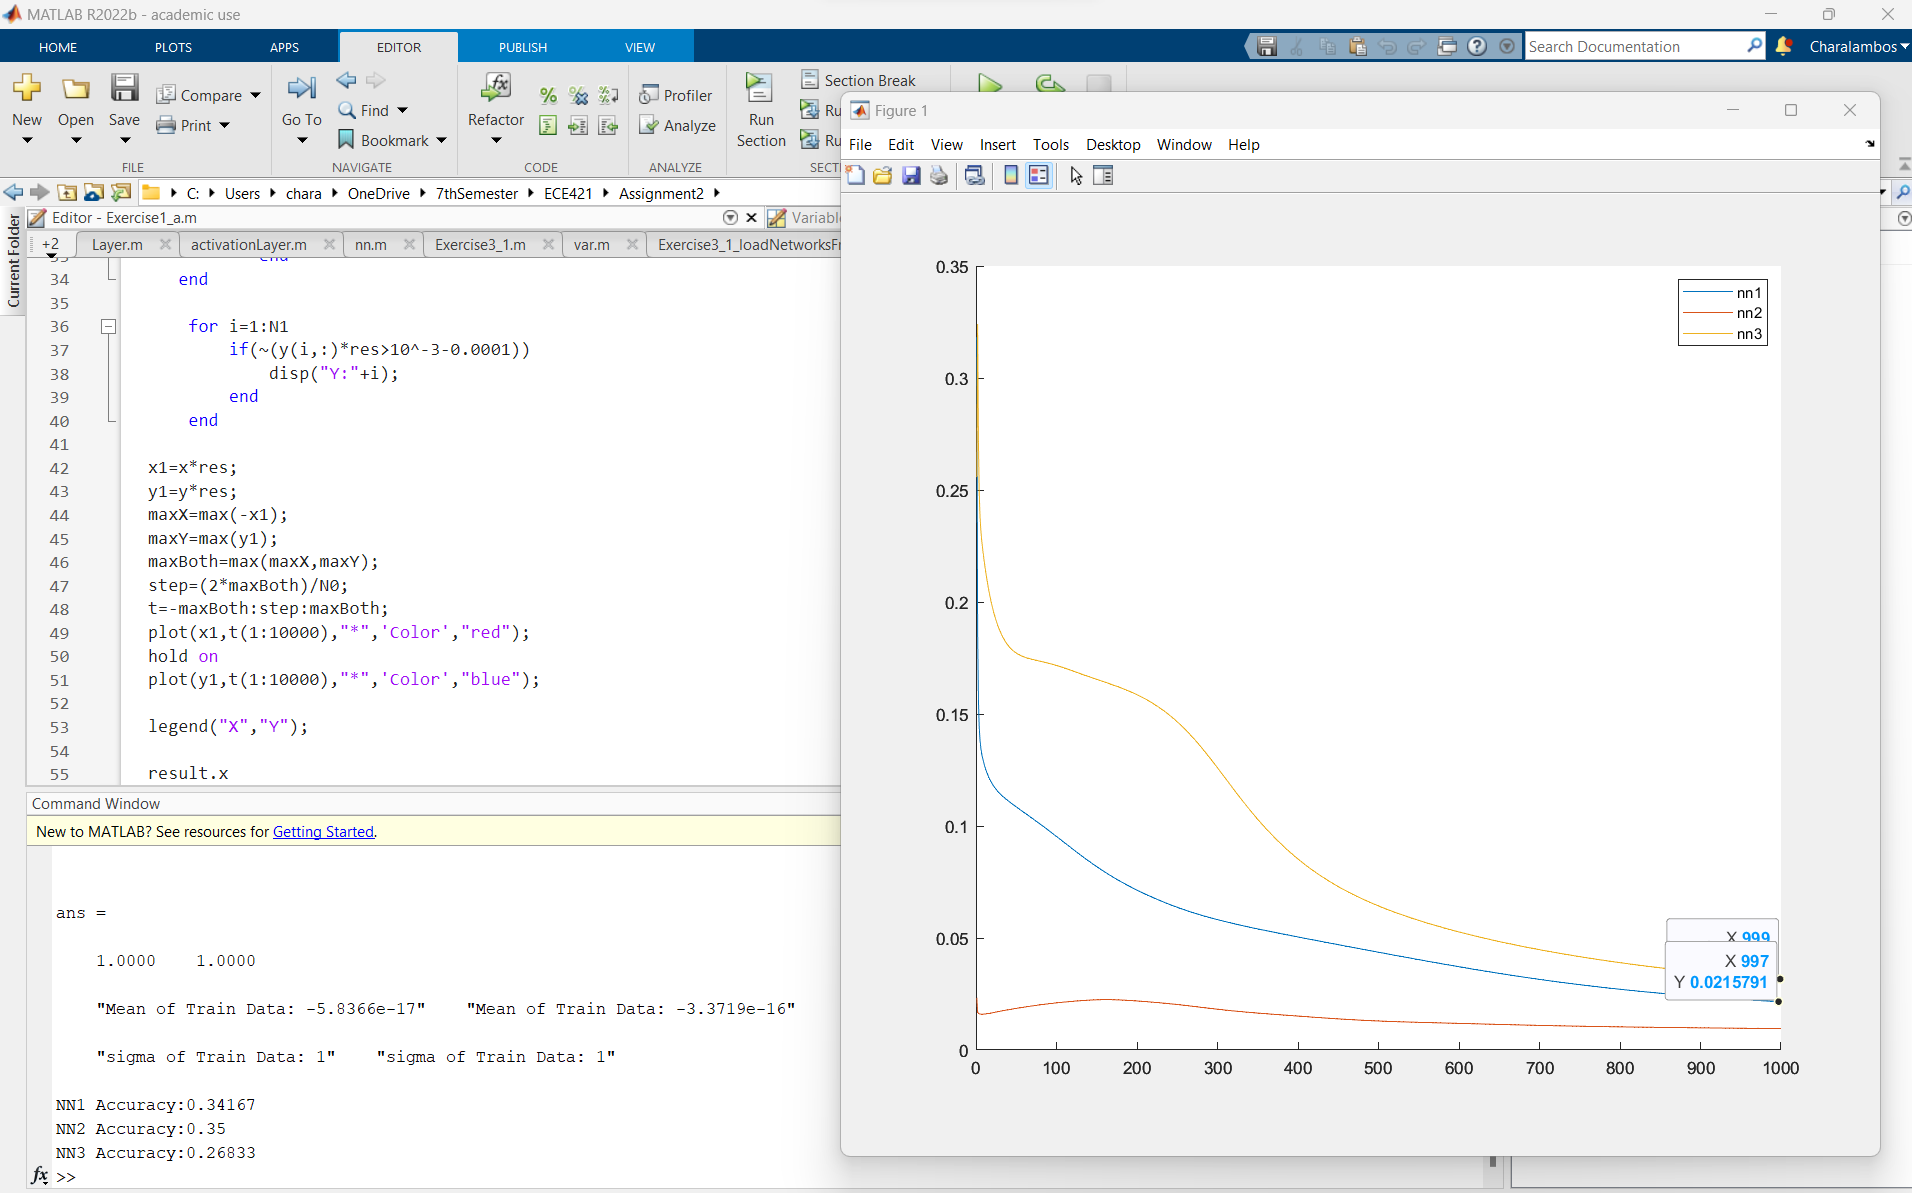 MATLAB R2022b - academic use
HOME PLOTS APPS EDITOR PUBLISH VIEW
Search Documentation
Charalambos
New
Open
Save
Compare
Print
FILE
Go To
Find
Bookmark
NAVIGATE
Refactor
CODE
Profiler
Analyze
ANALYZE
Run
Section
Section Break
Ru
Ru
SECTI
C: Users chara OneDrive 7thSemester ECE421 Assignment2
Current Folder
Editor - Exercise1_a.m
Variabl
+2 Layer.m activationLayer.m nn.m Exercise3_1.m var.m Exercise3_1_loadNetworksFr
33 end
34 end
35
36 for i=1:N1
37 if(~(y(i,:)*res>10^-3-0.0001))
38 disp("Y:"+i);
39 end
40 end
41
42 x1=x*res;
43 y1=y*res;
44 maxX=max(-x1);
45 maxY=max(y1);
46 maxBoth=max(maxX,maxY);
47 step=(2*maxBoth)/N0;
48 t=-maxBoth:step:maxBoth;
49 plot(x1,t(1:10000),"*",'Color',"red");
50 hold on
51 plot(y1,t(1:10000),"*",'Color',"blue");
52
53 legend("X","Y");
54
55 result.x
Command Window
New to MATLAB? See resources for Getting Started.
ans =
1.0000 1.0000
"Mean of Train Data: -5.8366e-17" "Mean of Train Data: -3.3719e-16"
"sigma of Train Data: 1" "sigma of Train Data: 1"
NN1 Accuracy:0.34167
NN2 Accuracy:0.35
NN3 Accuracy:0.26833
fx >>
Figure 1
File Edit View Insert Tools Desktop Window Help
0.35
0.3
0.25
0.2
0.15
0.1
0.05
0
0 100 200 300 400 500 600 700 800 900 1000
nn1
nn2
nn3
X 999
X 997
Y 0.0215791